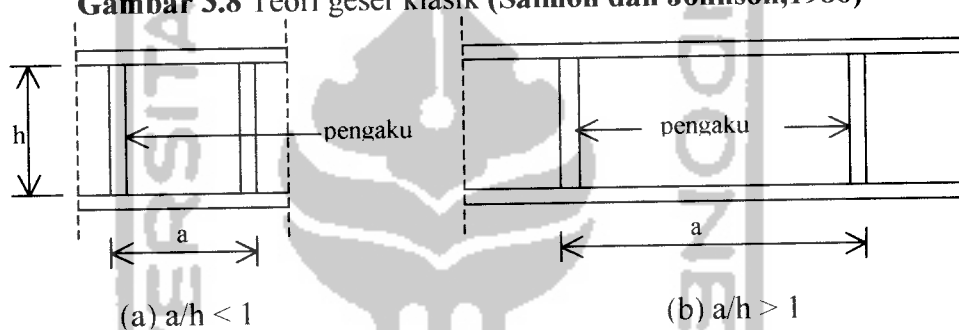 Gambar 3.8 Teori geser klasik (Salmon dan Johnson,1986)
h
pengaku
a
(a) a/h < 1
pengaku
a
(b) a/h > 1